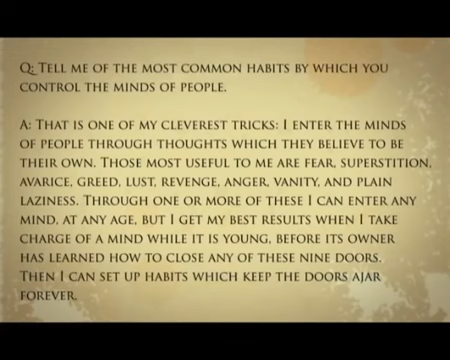 Q: Tell me of the most common habits by which you
control the minds of people.
A: That is one of my cleverest tricks: I enter the minds
of people through thoughts which they believe to be
their own. Those most useful to me are fear, superstition,
avarice, greed, lust, revenge, anger, vanity, and plain
laziness. Through one or more of these I can enter any
mind, at any age, but I get my best results when I take
charge of a mind while it is young, before its owner
has learned how to close any of these nine doors.
Then I can set up habits which keep the doors ajar
forever.